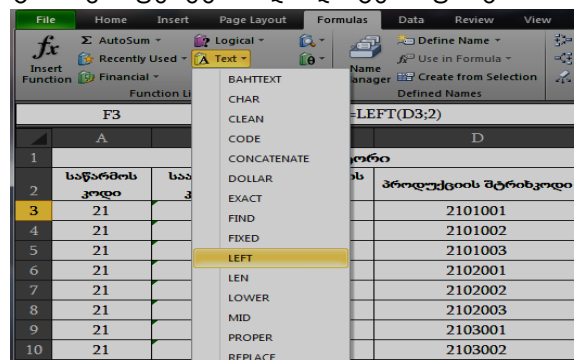 File Home Insert Page Layout Formulas Data Review View
Σ AutoSum Logical Define Name
fx Recently Used Text Use in Formula
Insert Function Financial Name Manager Create from Selection
Defined Names
BAHTTEXT
CHAR
CLEAN
CODE
CONCATENATE
DOLLAR
EXACT
FIND
FIXED
LEFT
LEN
LOWER
MID
PROPER
REPLACE
F3 =LEFT(D3;2)
A D
1
2 საწარმოს კოდი პროდუქციის შტრიხკოდი
3 21 2101001
4 21 2101002
5 21 2101003
6 21 2102001
7 21 2102002
8 21 2102003
9 21 2103001
10 21 2103002